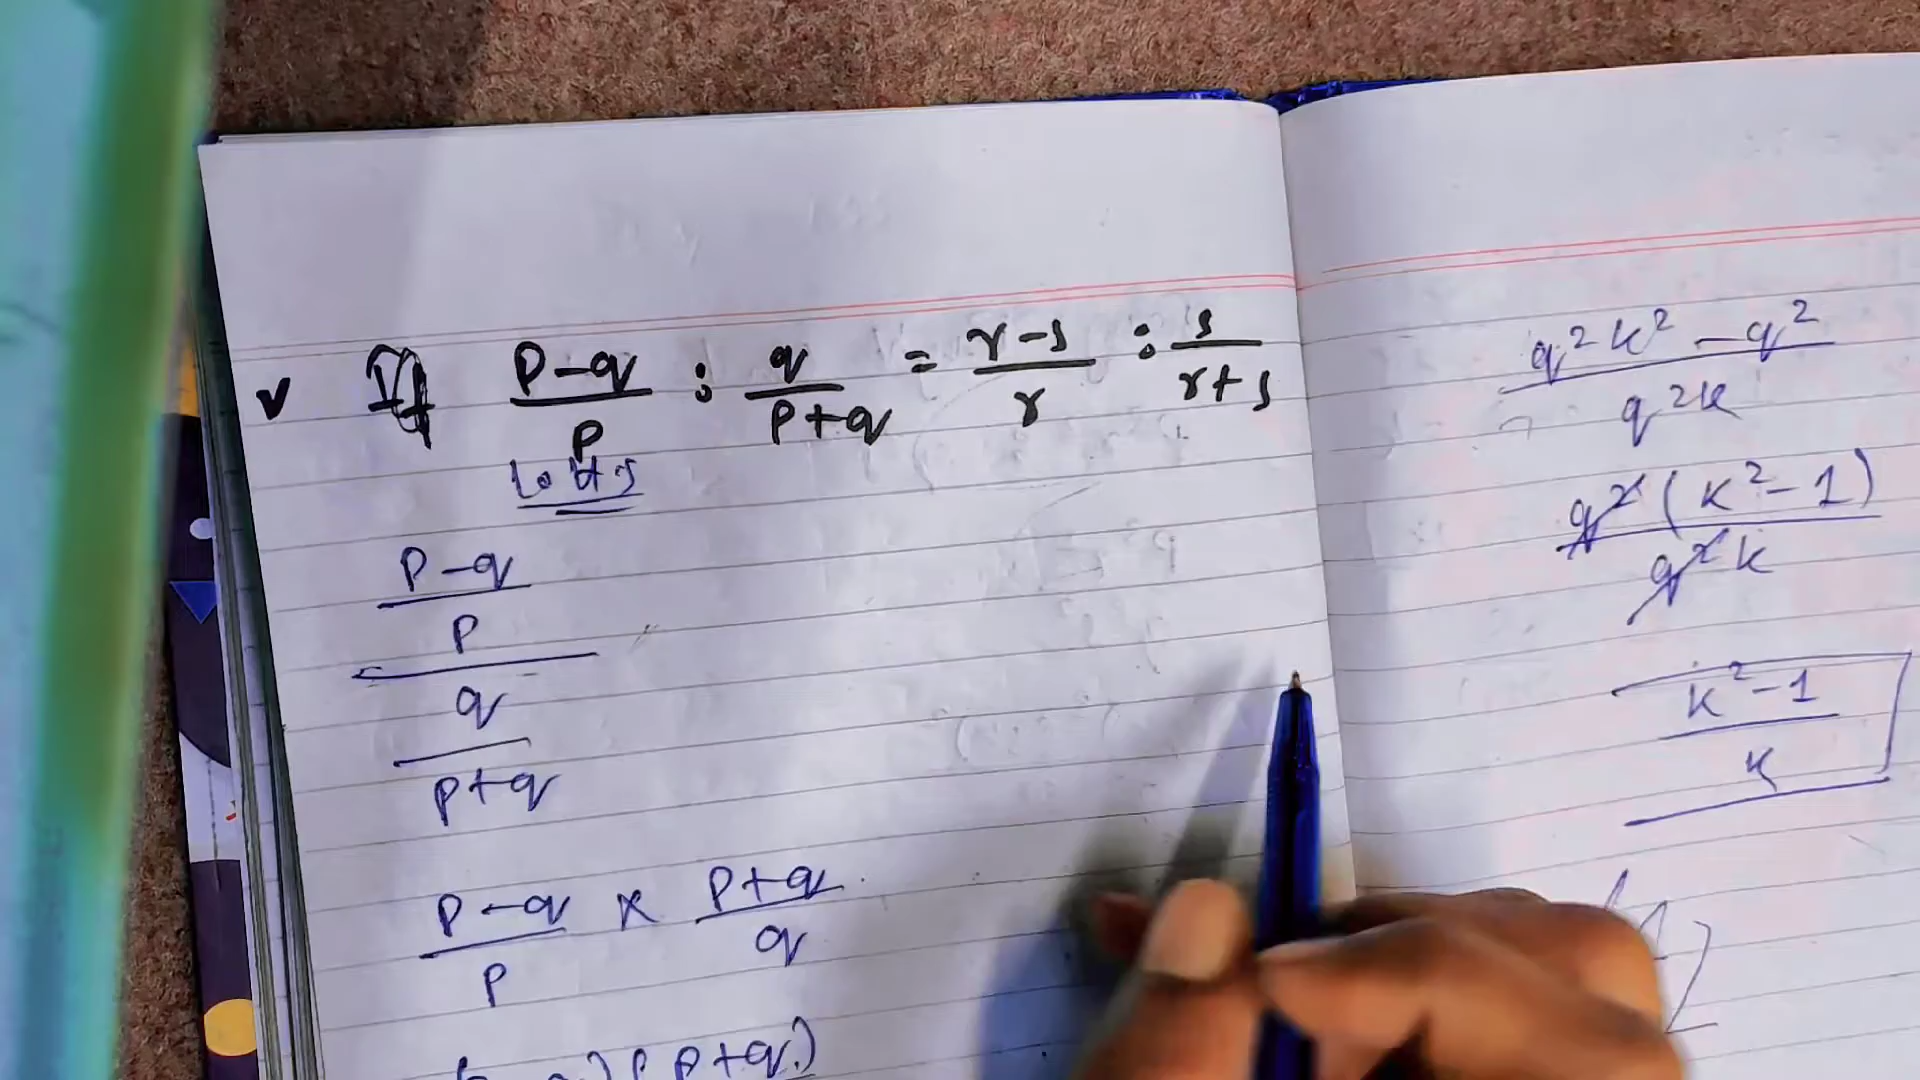 v If P-q/p : q/p+q = r-s/r : s/r+s
L.H.S
p-q
p
q
p+q
p-q/p × p+q/q
p+q)
q²k² - q²
q²k
q²(k²-1)
q²k
k²-1
k